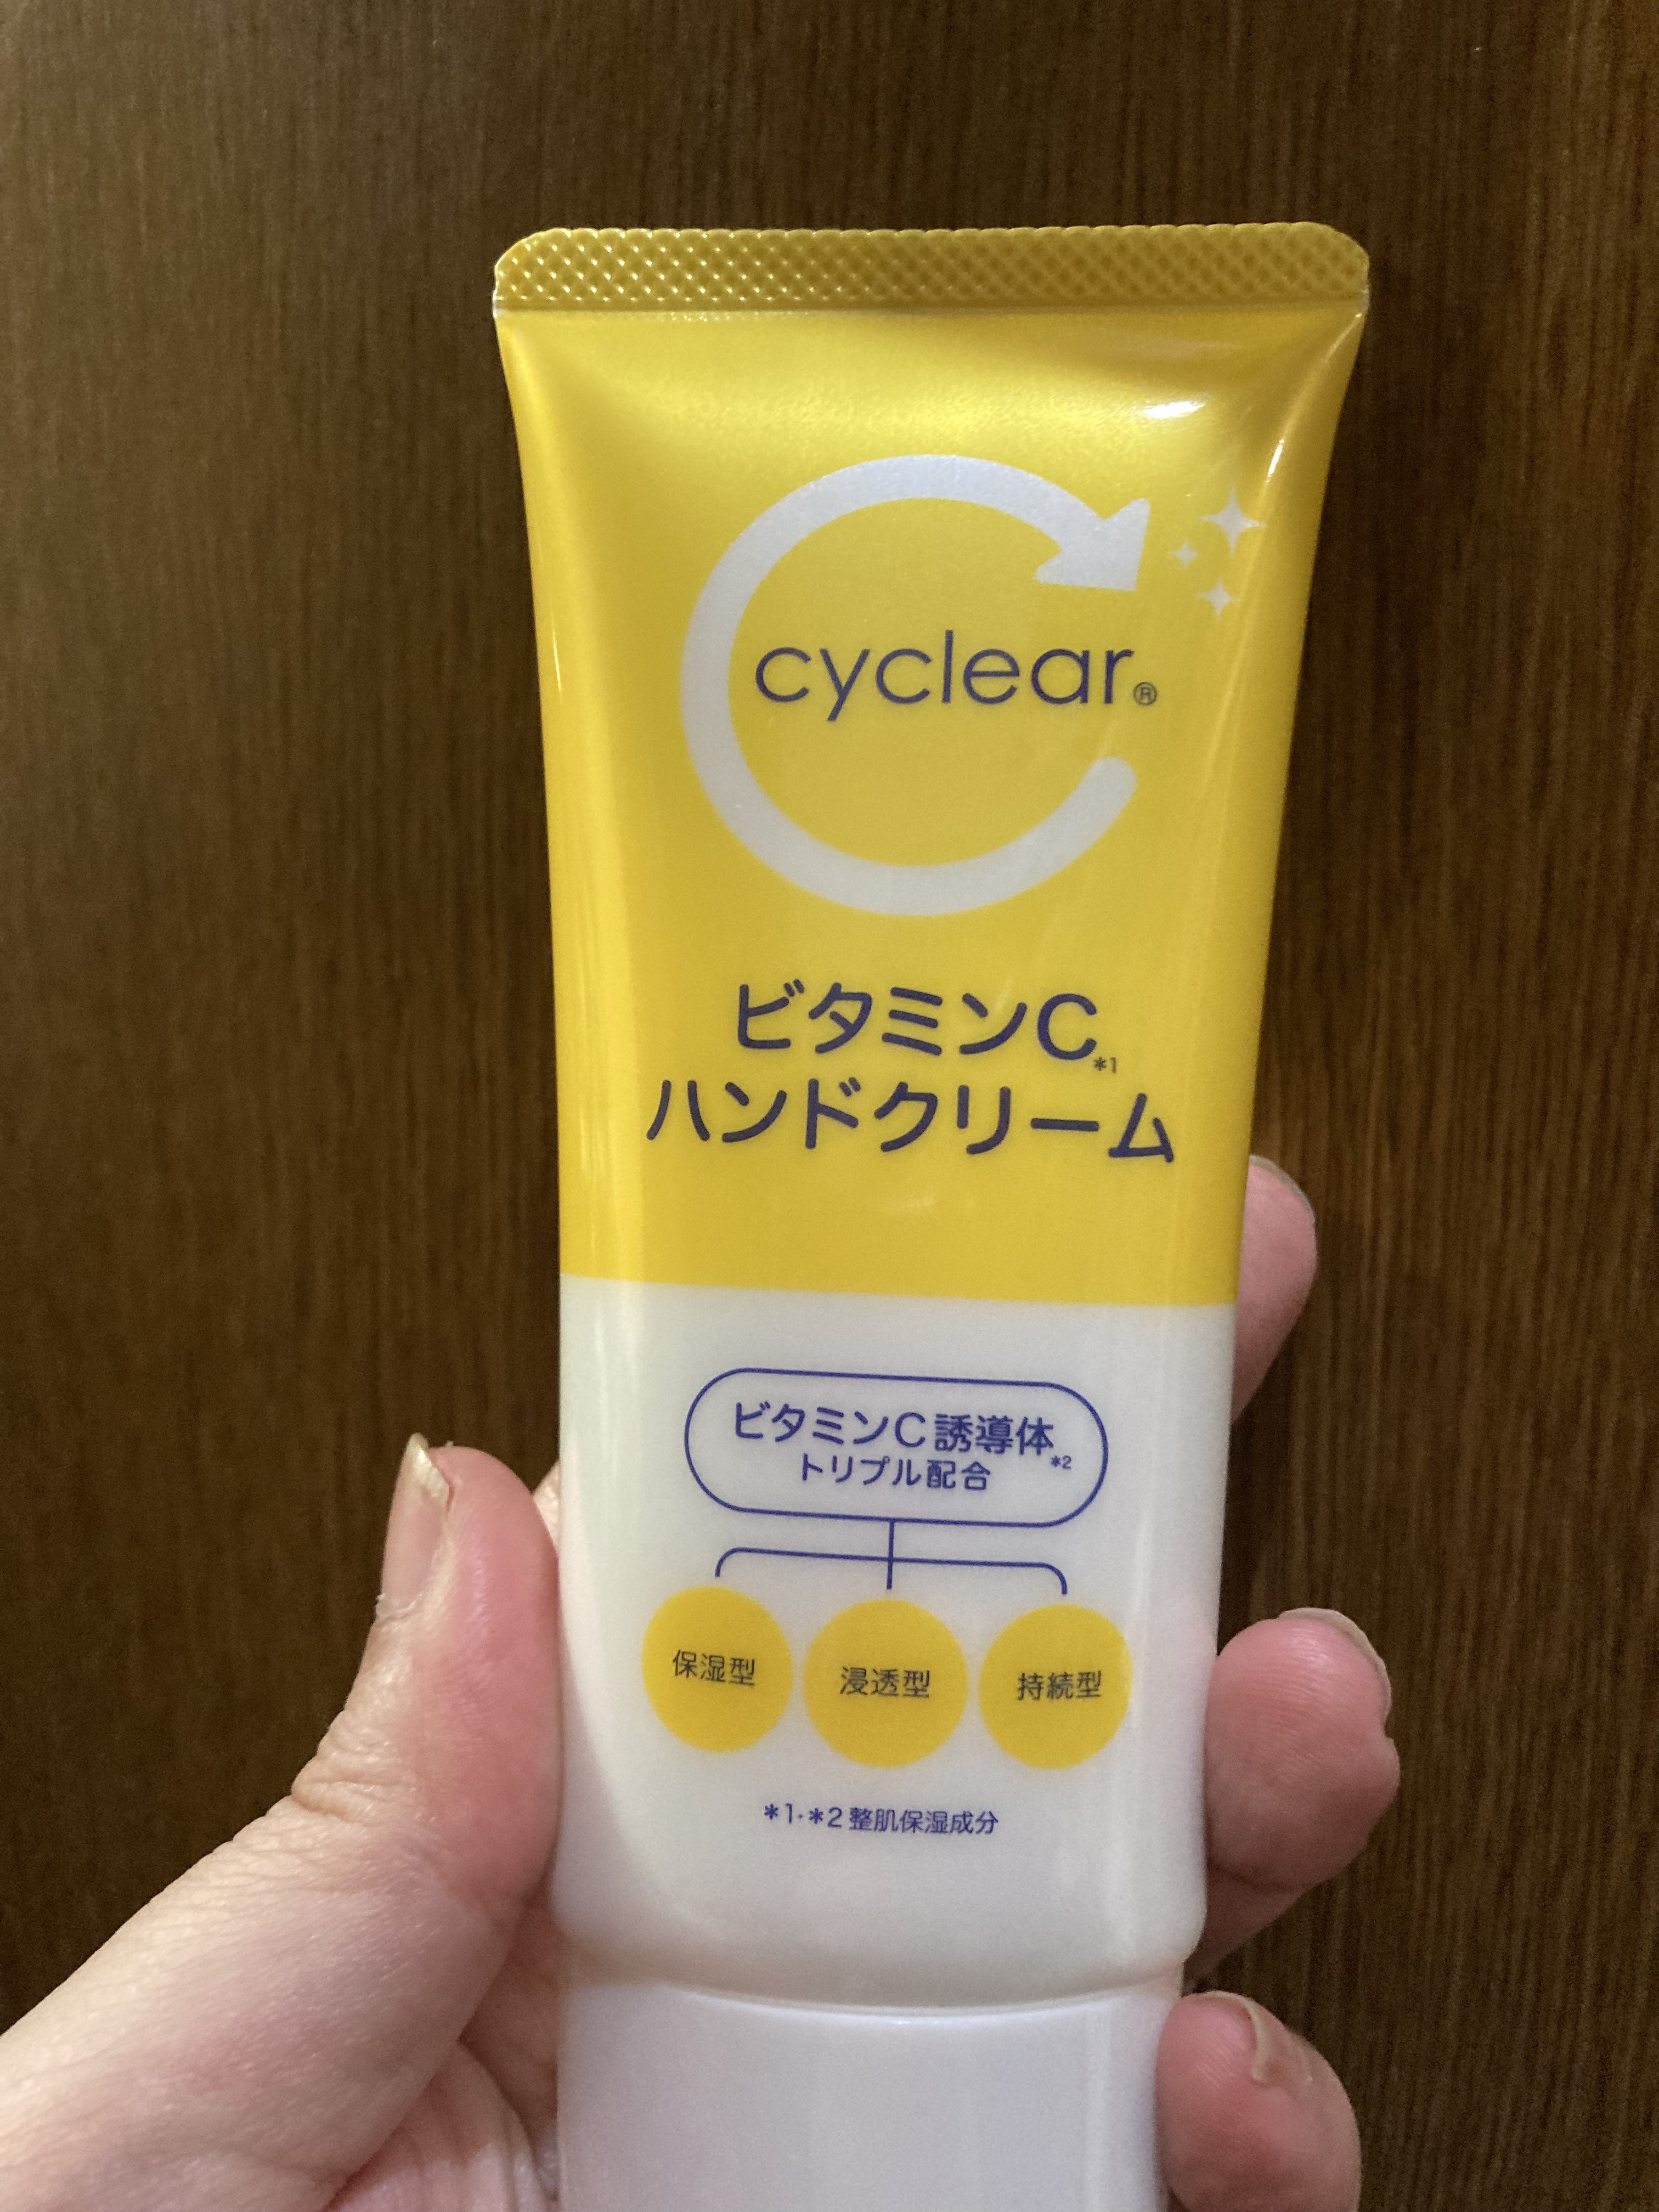 cyclear®
ビタミンC*1
ハンドクリーム
ビタミンC誘導体*2
トリプル配合
保湿型 浸透型 持続型
*1・*2 整肌保湿成分